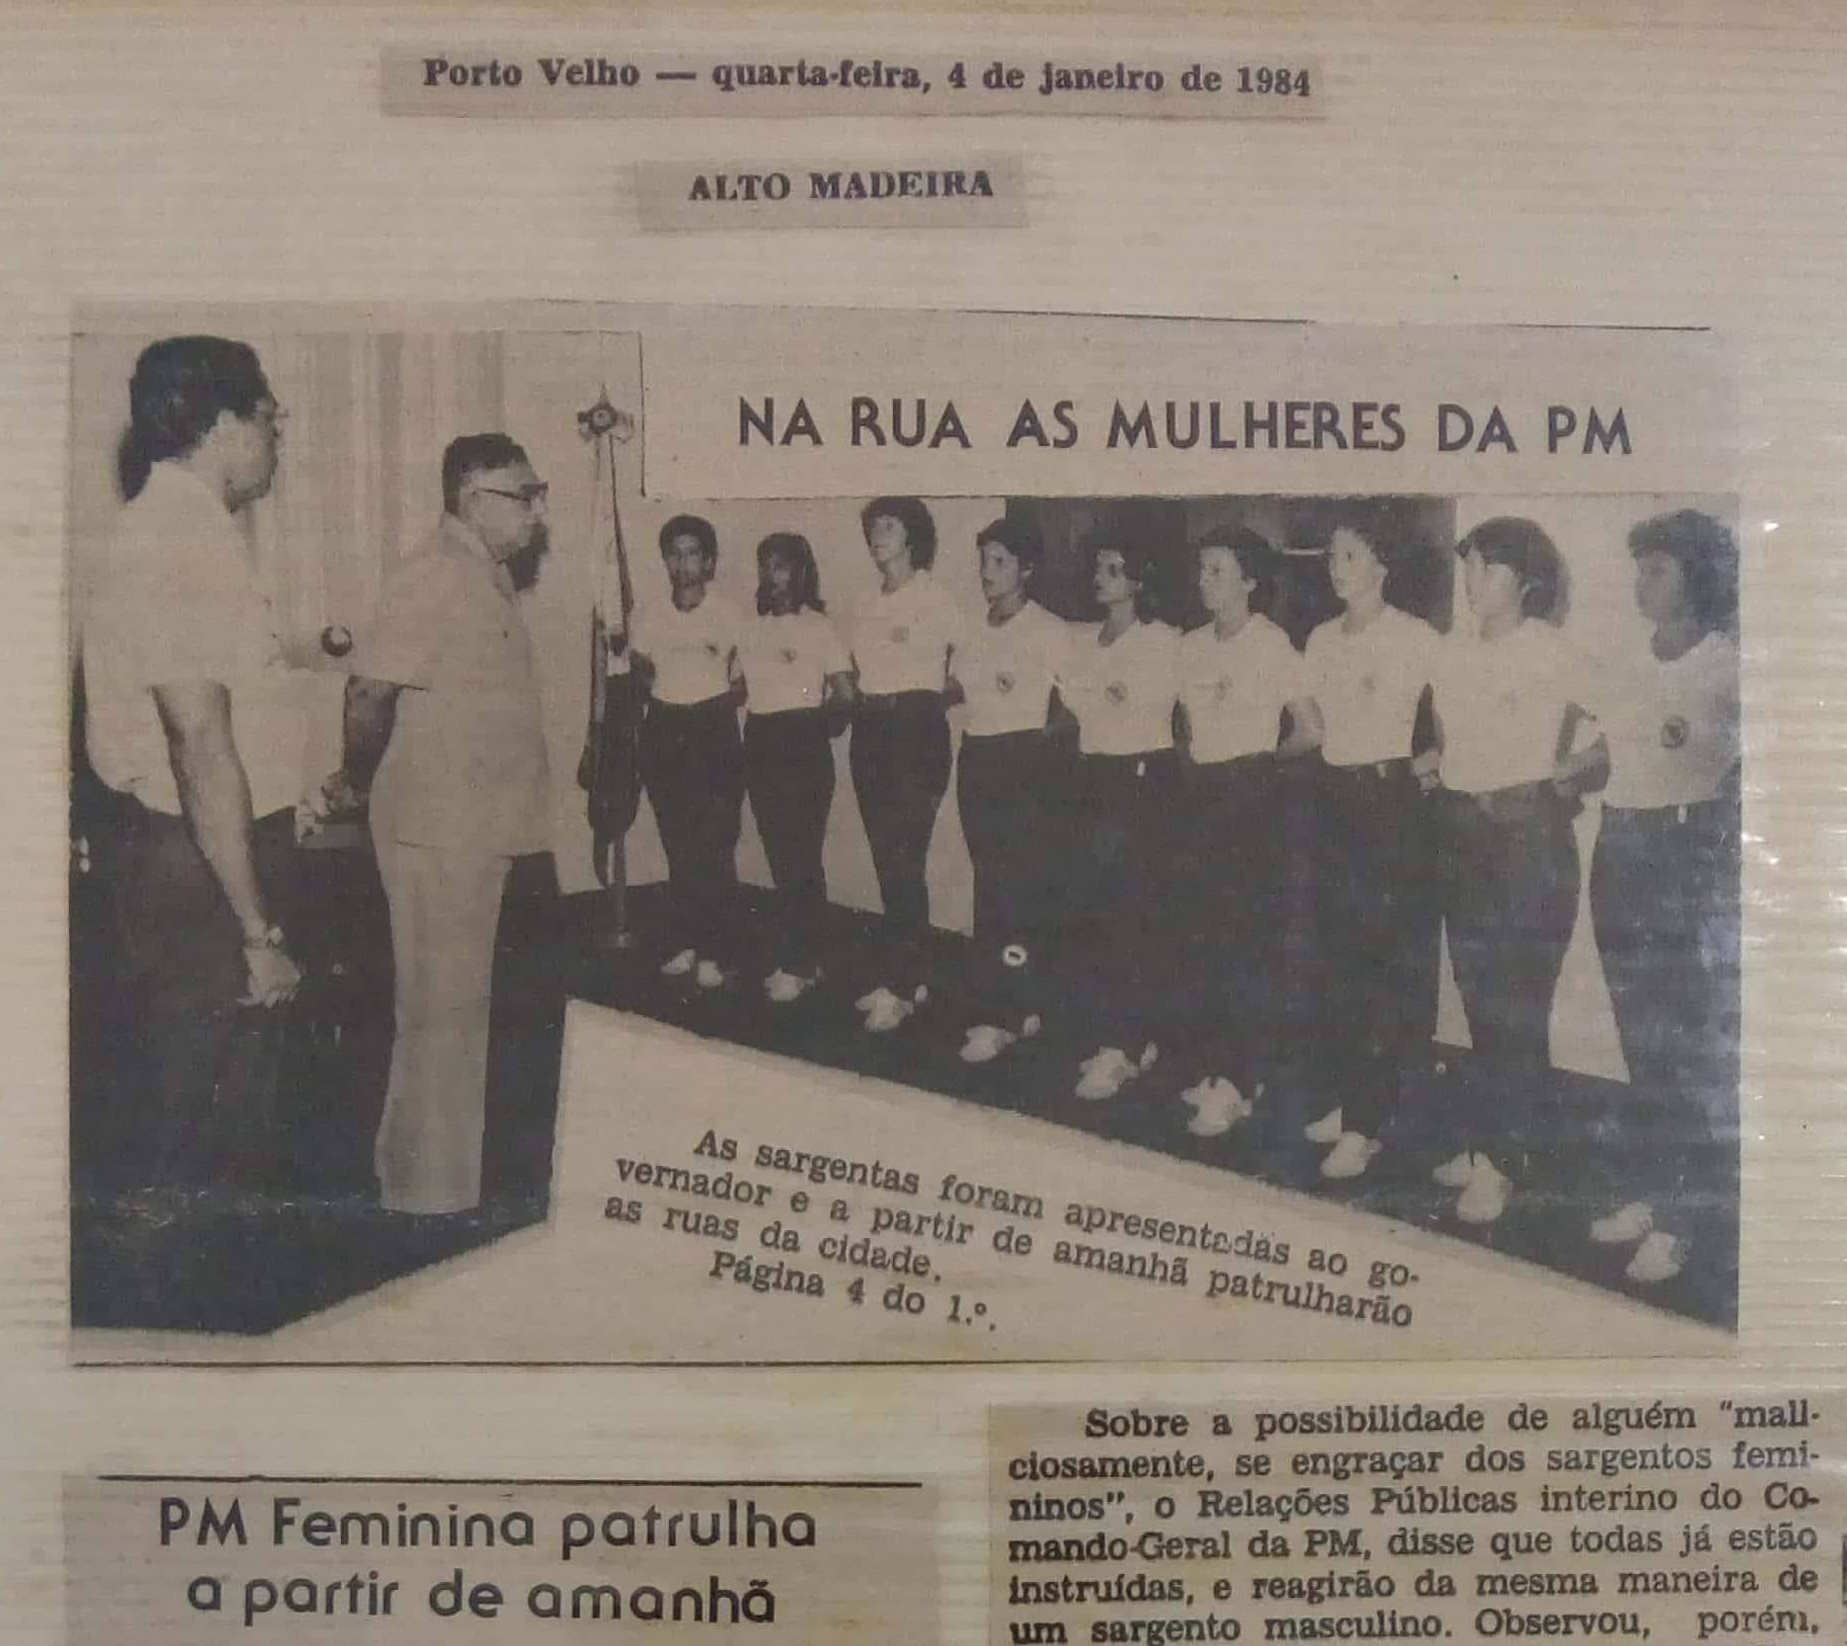 Porto Velho — quarta-feira, 4 de janeiro de 1984
ALTO MADEIRA
NA RUA AS MULHERES DA PM
As sargentas foram apresentadas ao go-
vernador e a partir de amanhã patrulharão
as ruas da cidade.
Página 4 do 1.º.
PM Feminina patrulha
a partir de amanhã
Sobre a possibilidade de alguém "mali-
ciosamente, se engraçar dos sargentos femi-
ninos", o Relações Públicas interino do Co-
mando-Geral da PM, disse que todas já estão
instruídas, e reagirão da mesma maneira de
um sargento masculino. Observou, porém,